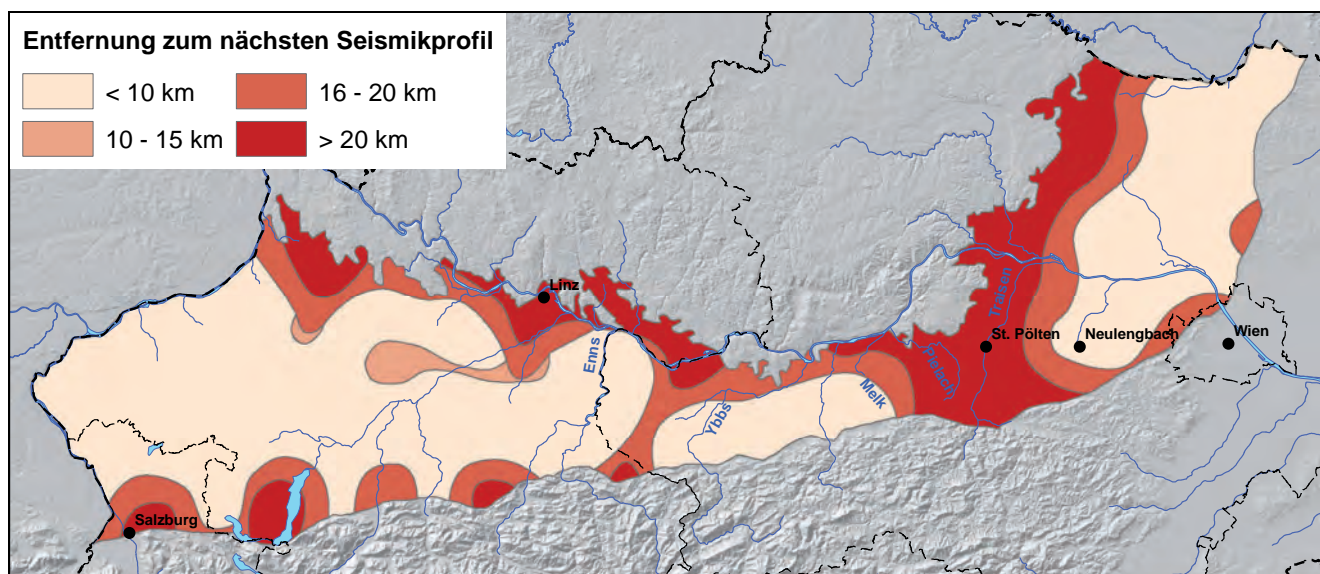 Entfernung zum nächsten Seismikprofil
< 10 km
16 - 20 km
10 - 15 km
> 20 km
Linz
Enns
Traisen
St. Pölten
Neulengbach
Wien
Pielach
Melk
Ybbs
Salzburg